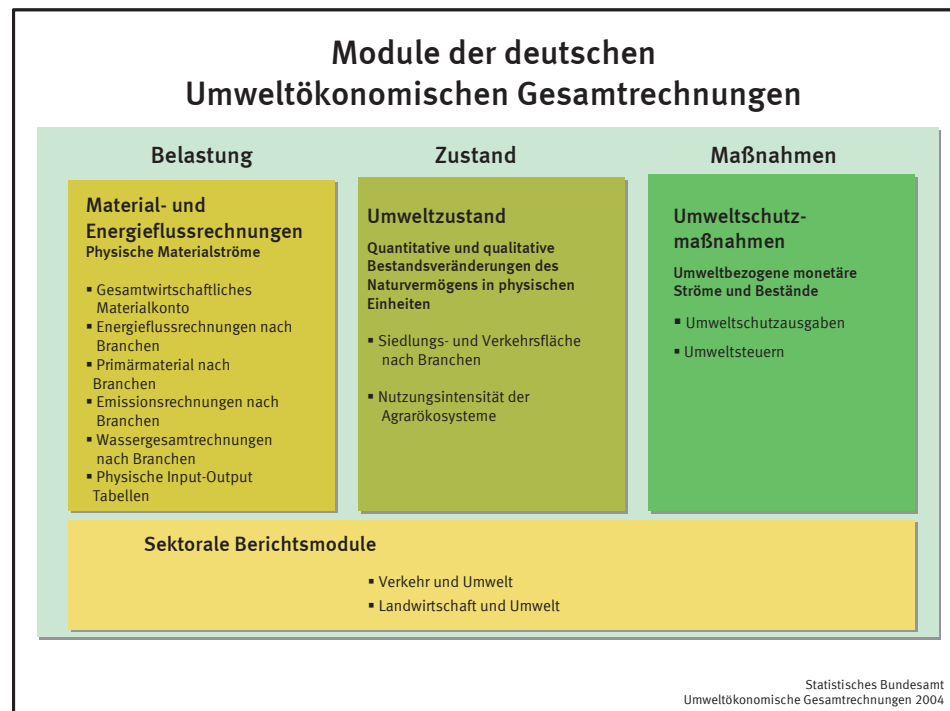 Module der deutschen
Umweltökonomischen Gesamtrechnungen
Belastung
Material- und
Energieflussrechnungen
Physische Materialströme
▪ Gesamtwirtschaftliches
Materialkonto
▪ Energieflussrechnungen nach
Branchen
▪ Primärmaterial nach
Branchen
▪ Emissionsrechnungen nach
Branchen
▪ Wassergesamtrechnungen
nach Branchen
▪ Physische Input-Output
Tabellen
Zustand
Umweltzustand
Quantitative und qualitative
Bestandsveränderungen des
Naturvermögens in physischen
Einheiten
▪ Siedlungs- und Verkehrsfläche
nach Branchen
▪ Nutzungsintensität der
Agrarökosysteme
Maßnahmen
Umweltschutz-
maßnahmen
Umweltbezogene monetäre
Ströme und Bestände
▪ Umweltschutzausgaben
▪ Umweltsteuern
Sektorale Berichtsmodule
▪ Verkehr und Umwelt
▪ Landwirtschaft und Umwelt
Statistisches Bundesamt
Umweltökonomische Gesamtrechnungen 2004